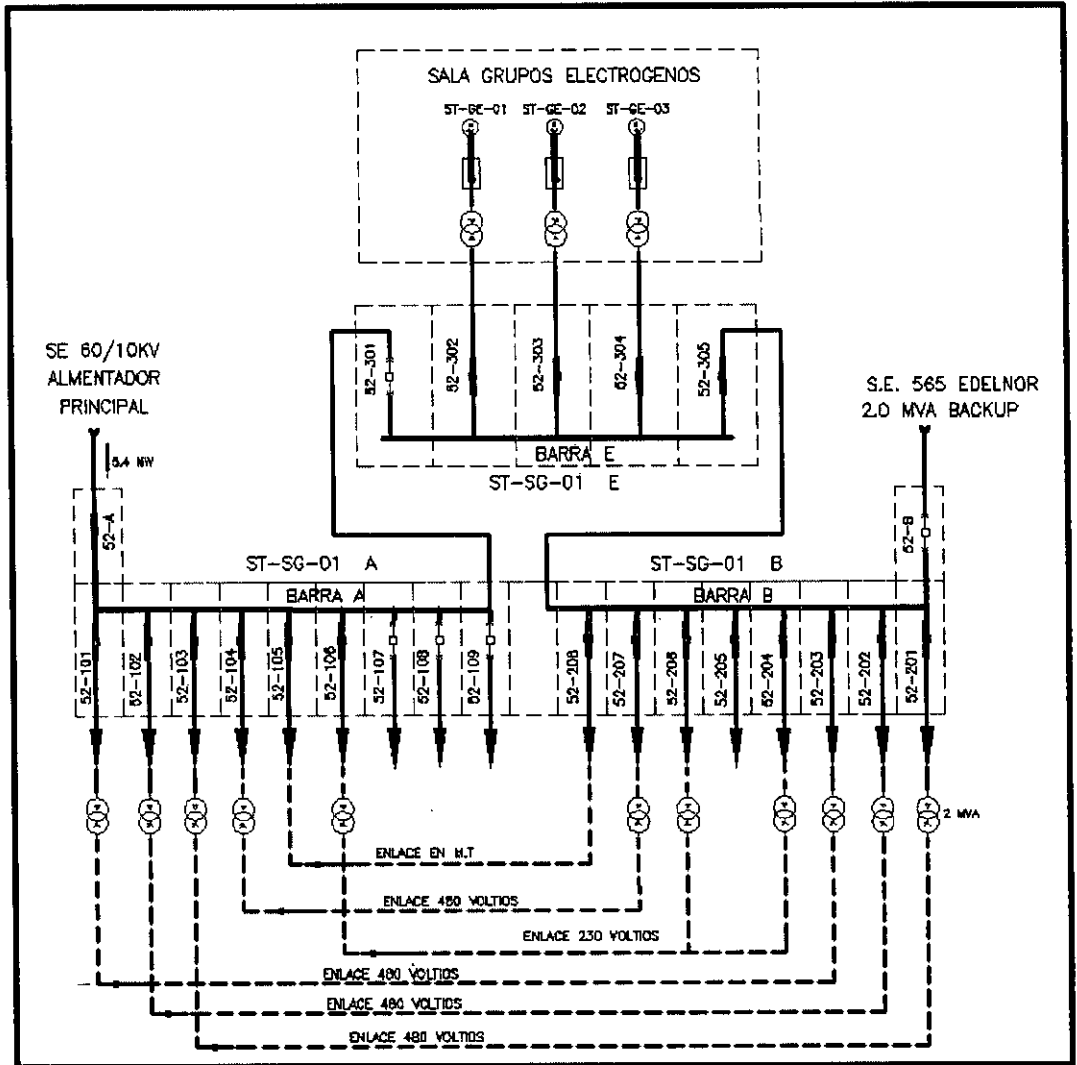 SALA GRUPOS ELECTROGENOS
ST-GE-01 ST-GE-02 ST-GE-03
52-301
52-302
52-303
52-304
52-305
BARRA E
ST-SG-01 E
SE 60/10KV
ALMENTADOR
PRINCIPAL
5.4 MW
S.E. 565 EDELNOR
2.0 MVA BACKUP
52-A
52-B
ST-SG-01 A
ST-SG-01 B
BARRA A
BARRA B
52-101
52-102
52-103
52-104
52-105
52-106
52-107
52-108
52-109
52-208
52-207
52-206
52-205
52-204
52-203
52-202
52-201
2 MVA
ENLACE EN M.T
ENLACE 480 VOLTIOS
ENLACE 230 VOLTIOS
ENLACE 480 VOLTIOS
ENLACE 480 VOLTIOS
ENLACE 480 VOLTIOS